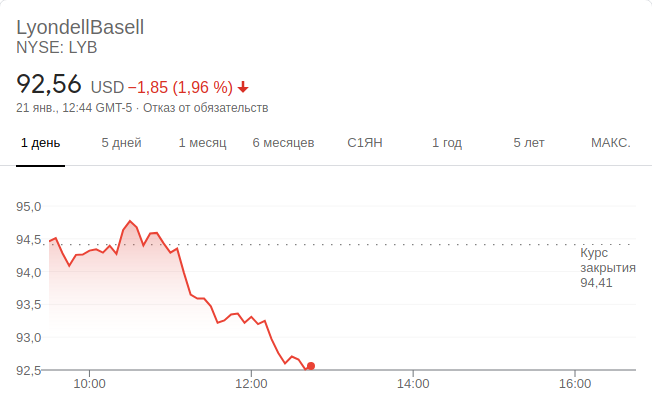 LyondellBasell
NYSE: LYB
92,56 USD −1,85 (1,96 %)
21 янв., 12:44 GMT-5 · Отказ от обязательств
1 день 5 дней 1 месяц 6 месяцев С1ЯН 1 год 5 лет МАКС.
95,0
94,5
Курс
закрытия
94,41
94,0
93,5
93,0
92,5
10:00 12:00 14:00 16:00